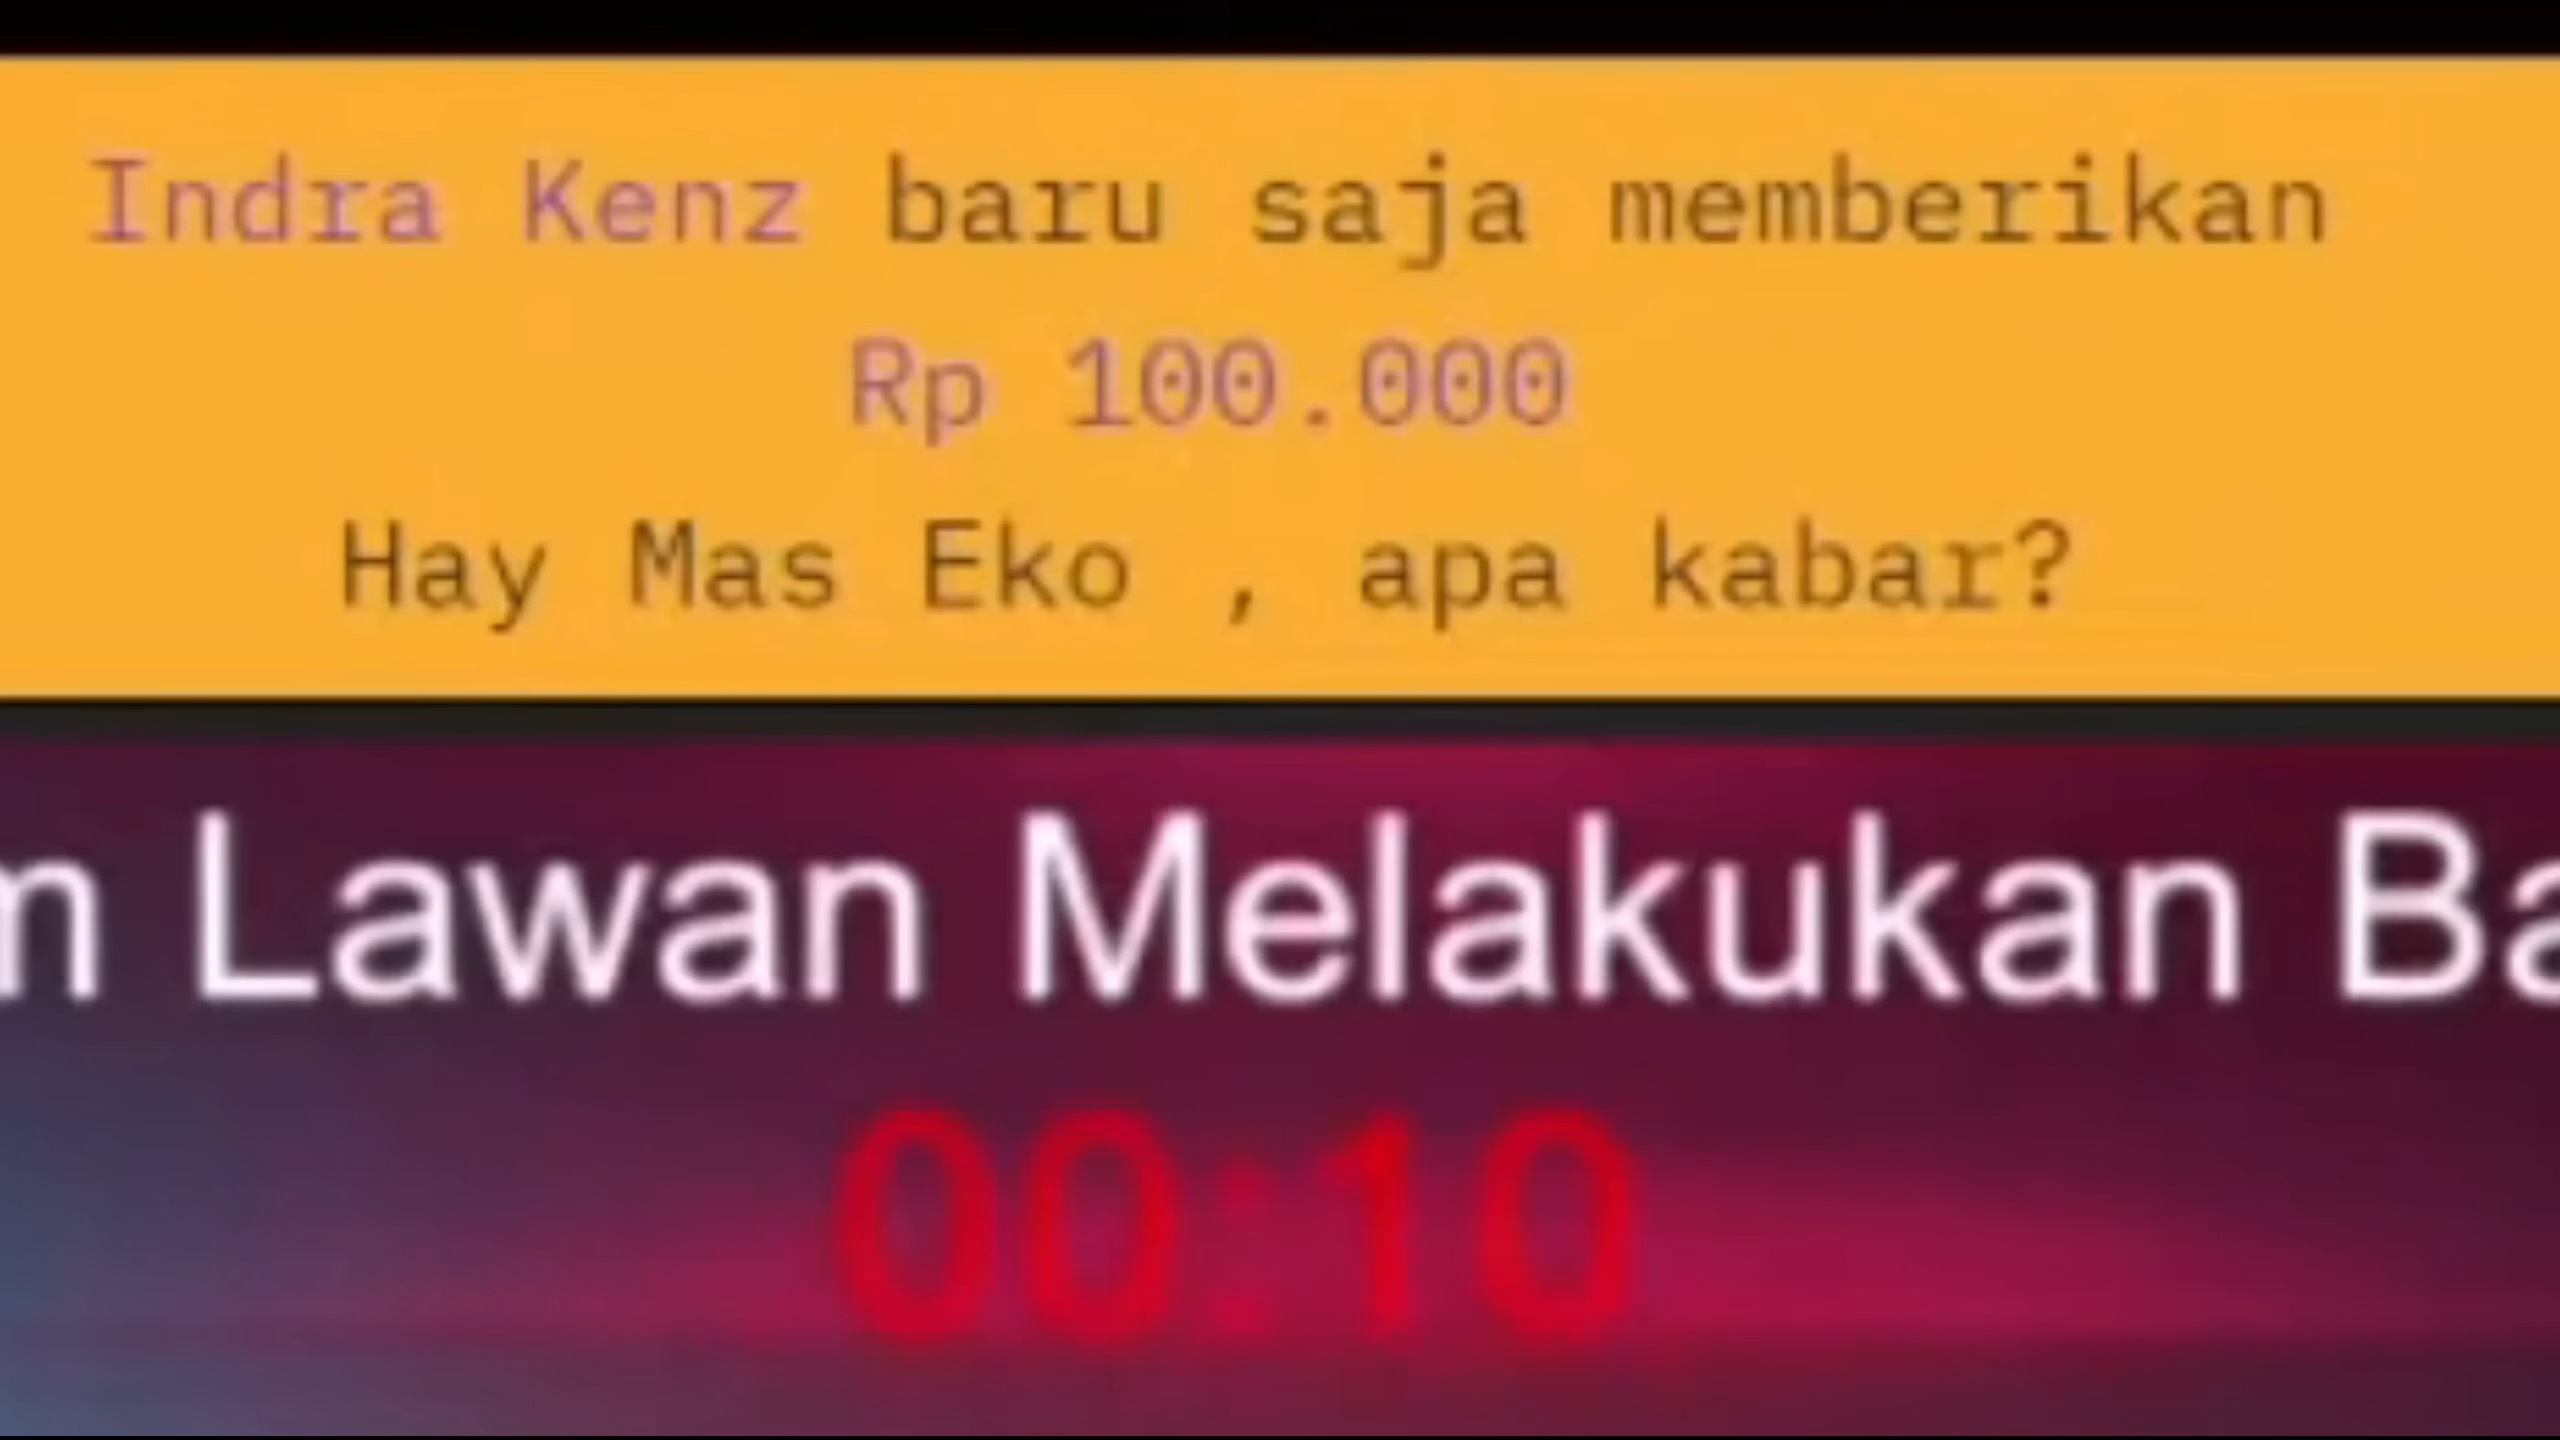 Indra Kenz baru saja memberikan
Rp 100.000
Hay Mas Eko , apa kabar?
Lawan Melakukan
00:10